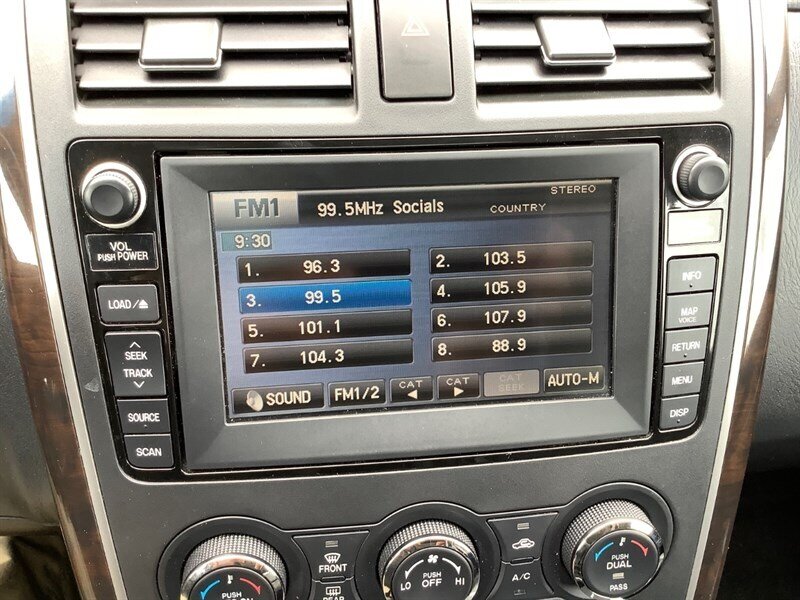 STEREO
FM1 99.5MHz Socials COUNTRY
9:30
1. 96.3 2. 103.5
3. 99.5 4. 105.9
5. 101.1 6. 107.9
7. 104.3 8. 88.9
SOUND FM1/2 CAT CAT CAT SEEK AUTO-M
VOL
PUSH POWER
LOAD/
SEEK
TRACK
SOURCE
SCAN
INFO
MAP
VOICE
RETURN
MENU
DISP
FRONT
REAR
LO PUSH OFF HI
A/C
PUSH
DUAL
PASS
PUSH